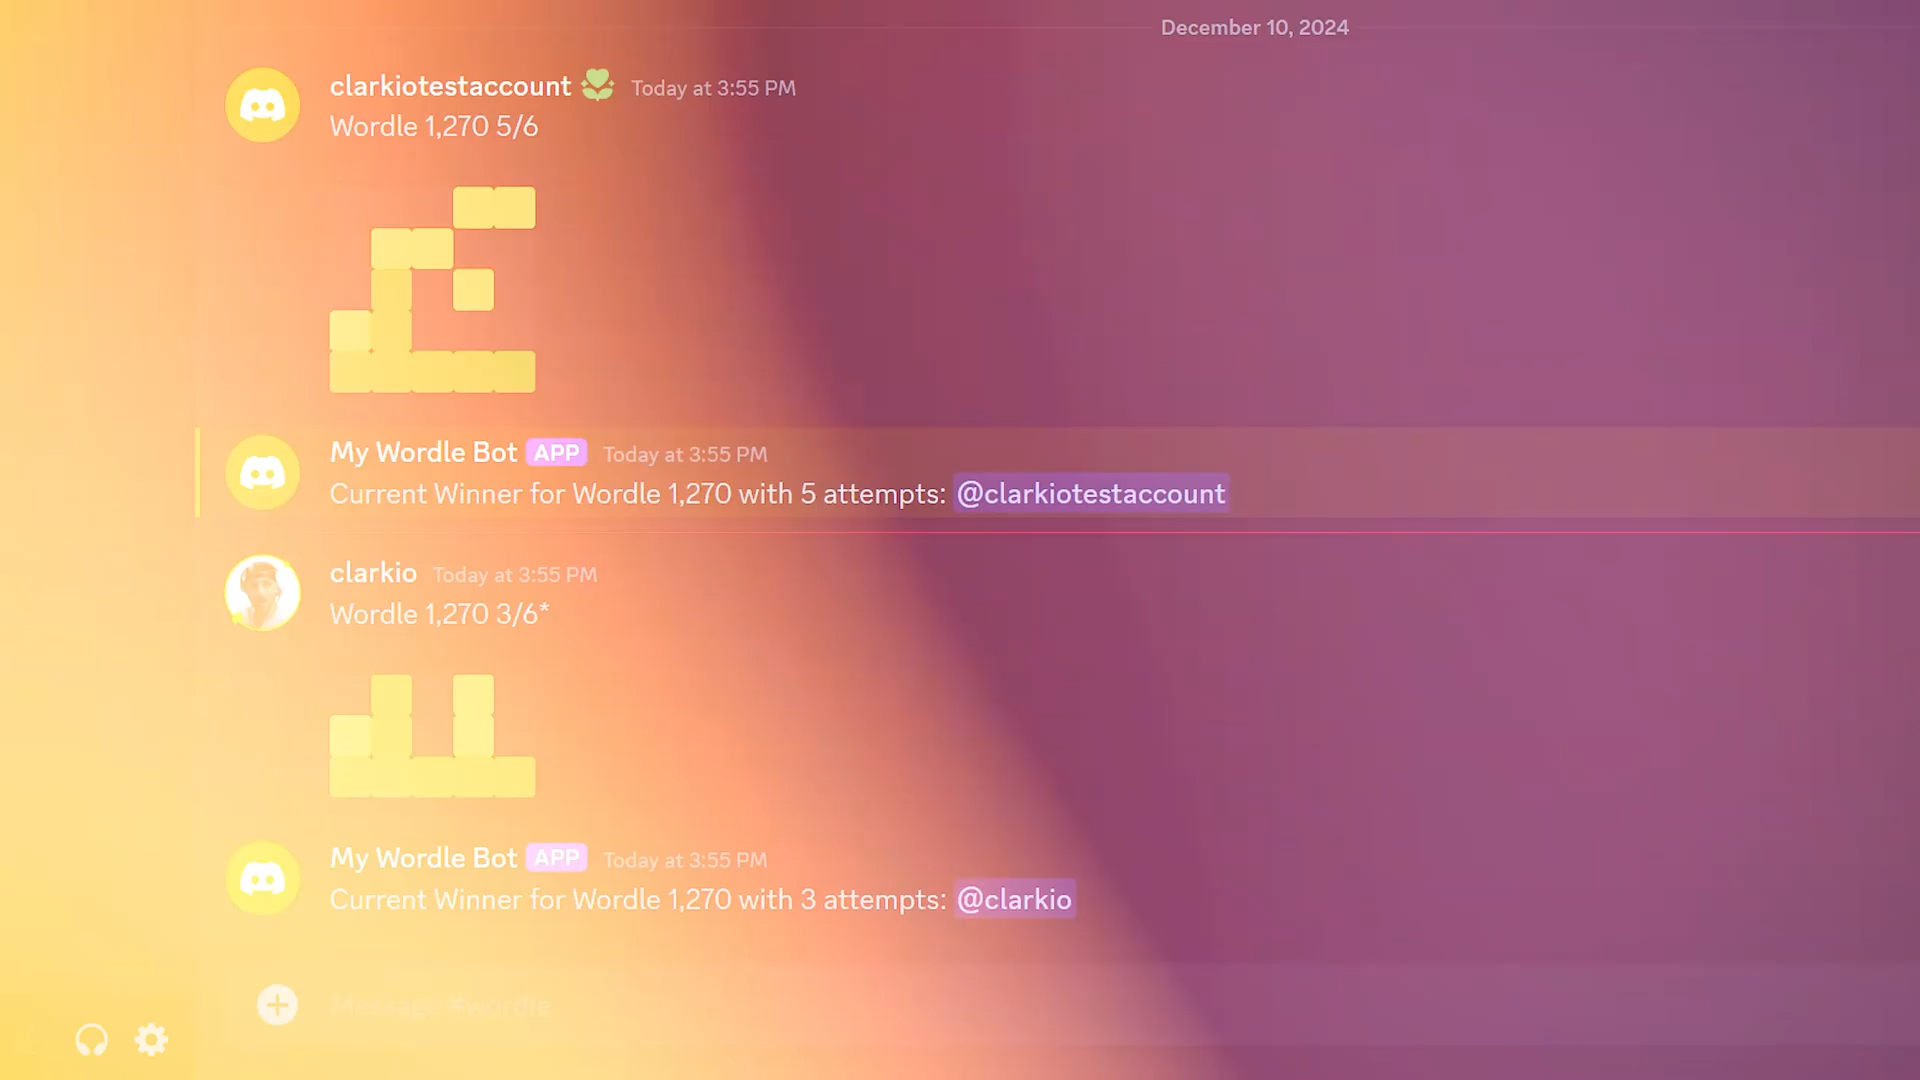 December 10, 2024
clarkiotestaccount Today at 3:55 PM
Wordle 1,270 5/6
My Wordle Bot APP Today at 3:55 PM
Current Winner for Wordle 1,270 with 5 attempts: @clarkiotestaccount
clarkio Today at 3:55 PM
Wordle 1,270 3/6*
My Wordle Bot APP Today at 3:55 PM
Current Winner for Wordle 1,270 with 3 attempts: @clarkio
Message #wordle